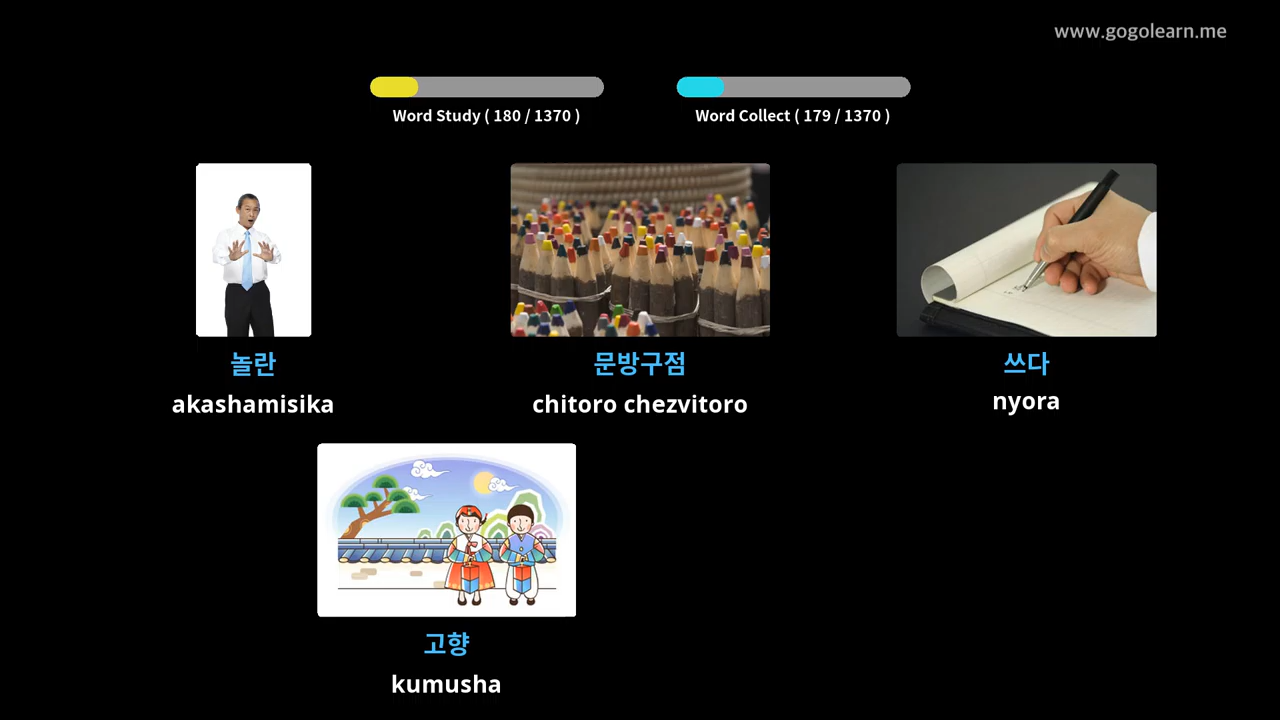 www.gogolearn.me
Word Study ( 180 / 1370 )
Word Collect ( 179 / 1370 )
놀란
akashamisika
문방구점
chitoro chezvitoro
쓰다
nyora
고향
kumusha